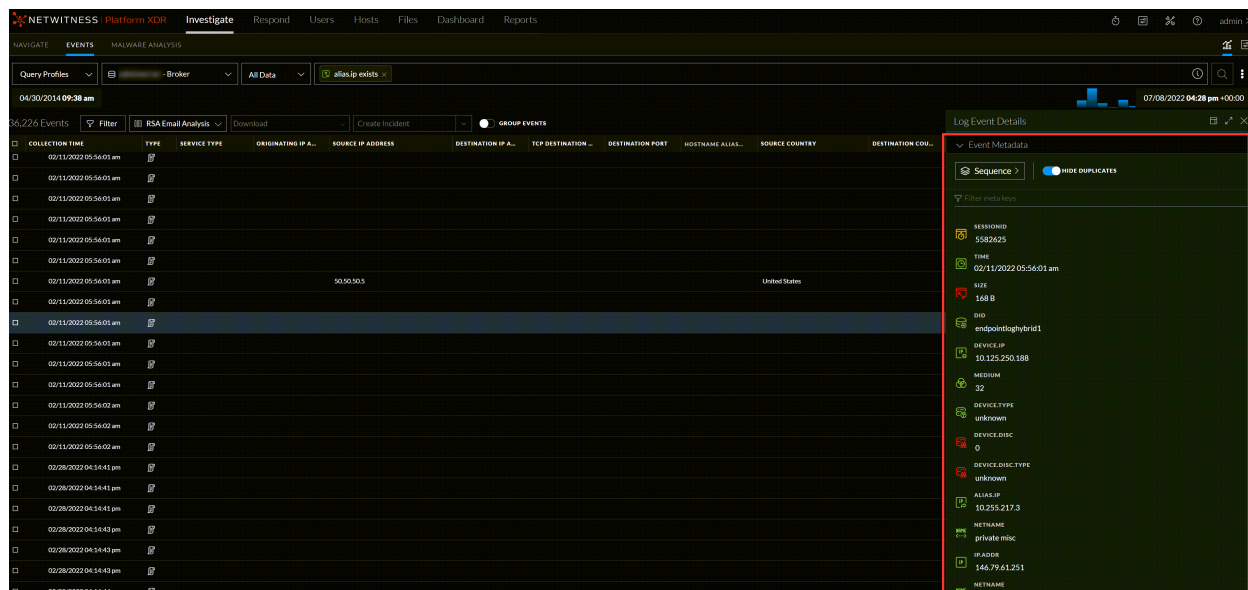 NETWITNESS Platform XDR Investigate Respond Users Hosts Files Dashboard Reports admin
NAVIGATE EVENTS MALWARE ANALYSIS
Query Profiles - Broker All Data alias.ip exists ×
04/30/2014 09:38 am 07/08/2022 04:28 pm +00:00
36,226 Events Filter RSA Email Analysis Download Create Incident GROUP EVENTS
COLLECTION TIME TYPE SERVICE TYPE ORIGINATING IP A... SOURCE IP ADDRESS DESTINATION IP A... TCP DESTINATION ... DESTINATION PORT HOSTNAME ALIAS... SOURCE COUNTRY DESTINATION COU...
02/11/2022 05:56:01 am
02/11/2022 05:56:01 am
02/11/2022 05:56:01 am
02/11/2022 05:56:01 am
02/11/2022 05:56:01 am
02/11/2022 05:56:01 am
02/11/2022 05:56:01 am 50.50.50.5 United States
02/11/2022 05:56:01 am
02/11/2022 05:56:01 am
02/11/2022 05:56:01 am
02/11/2022 05:56:01 am
02/11/2022 05:56:01 am
02/11/2022 05:56:02 am
02/11/2022 05:56:02 am
02/11/2022 05:56:02 am
02/28/2022 04:14:41 pm
02/28/2022 04:14:41 pm
02/28/2022 04:14:41 pm
02/28/2022 04:14:43 pm
02/28/2022 04:14:43 pm
02/28/2022 04:14:43 pm
Log Event Details
Event Metadata
Sequence > HIDE DUPLICATES
Filter meta keys
SESSIONID
5582625
TIME
02/11/2022 05:56:01 am
SIZE
168 B
DID
endpointloghybrid1
DEVICE.IP
10.125.250.188
MEDIUM
32
DEVICE.TYPE
unknown
DEVICE.DISC
0
DEVICE.DISC.TYPE
unknown
ALIAS.IP
10.255.217.3
NETNAME
private misc
IP.ADDR
146.79.61.251
NETNAME